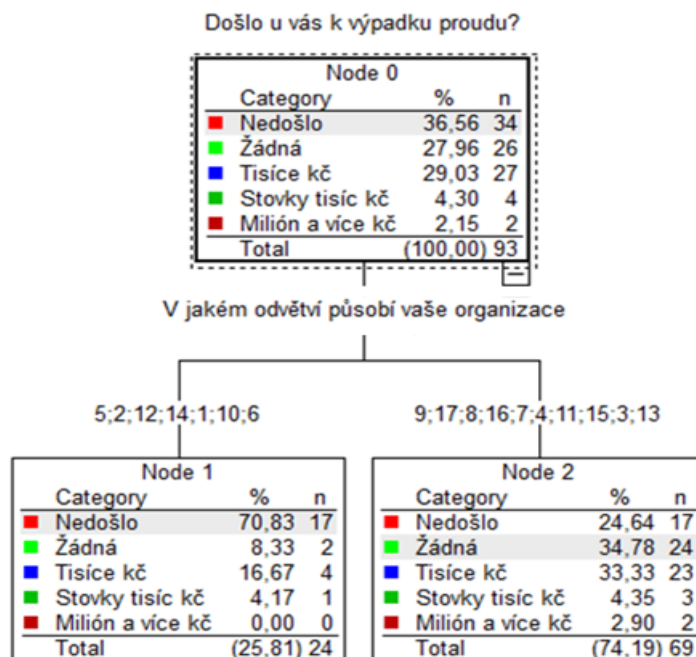 Došlo u vás k výpadku proudu?
Node 0
Category % n
Nedošlo 36,56 34
Žádná 27,96 26
Tisíce kč 29,03 27
Stovky tisíc kč 4,30 4
Milión a více kč 2,15 2
Total (100,00) 93
V jakém odvětví působí vaše organizace
5;2;12;14;1;10;6
9;17;8;16;7;4;11;15;3;13
Node 1
Category % n
Nedošlo 70,83 17
Žádná 8,33 2
Tisíce kč 16,67 4
Stovky tisíc kč 4,17 1
Milión a více kč 0,00 0
Total (25,81) 24
Node 2
Category % n
Nedošlo 24,64 17
Žádná 34,78 24
Tisíce kč 33,33 23
Stovky tisíc kč 4,35 3
Milión a více kč 2,90 2
Total (74,19) 69